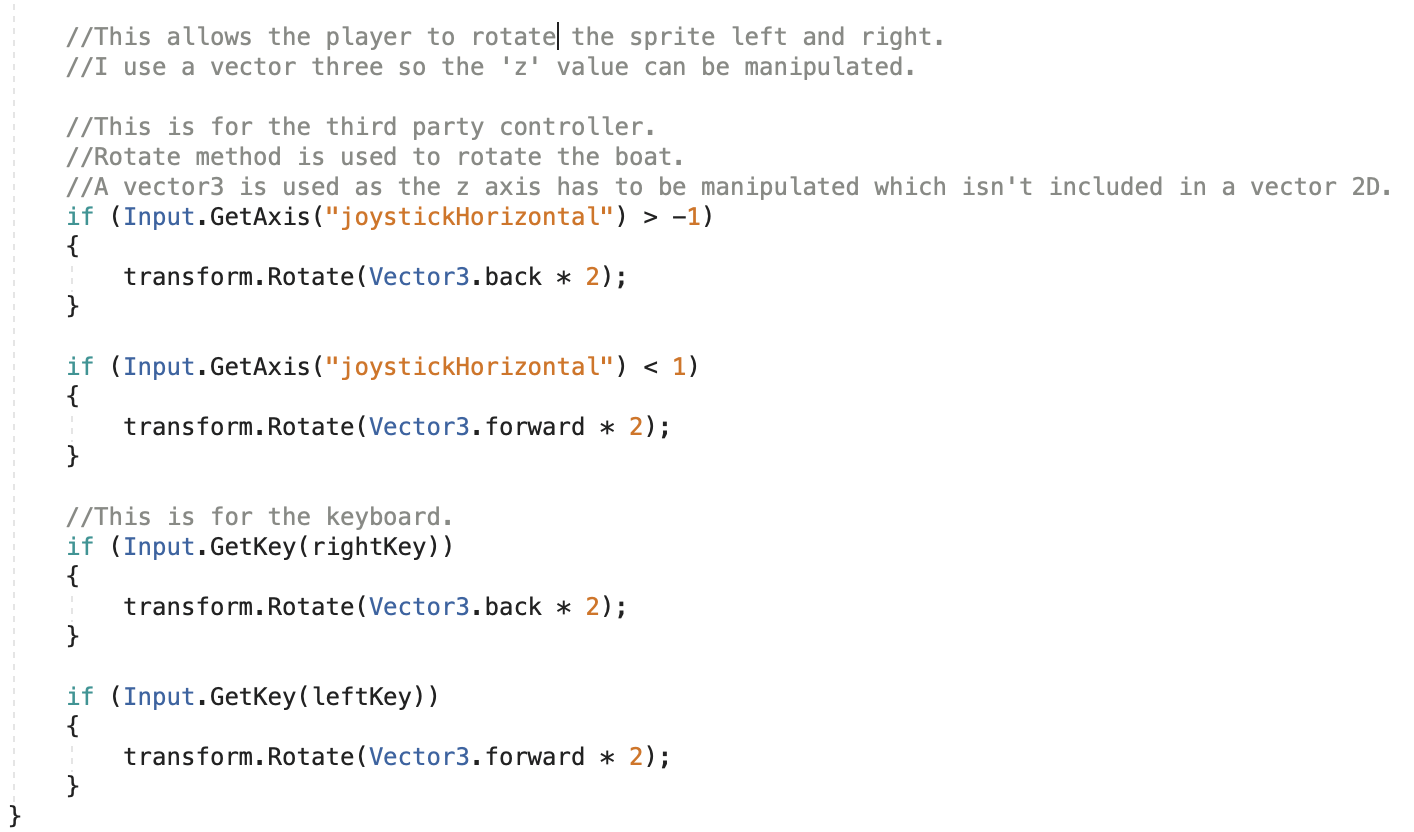 //This allows the player to rotate the sprite left and right.
//I use a vector three so the 'z' value can be manipulated.
//This is for the third party controller.
//Rotate method is used to rotate the boat.
//A vector3 is used as the z axis has to be manipulated which isn't included in a vector 2D.
if (Input.GetAxis("joystickHorizontal") > -1)
{
transform.Rotate(Vector3.back * 2);
}
if (Input.GetAxis("joystickHorizontal") < 1)
{
transform.Rotate(Vector3.forward * 2);
}
//This is for the keyboard.
if (Input.GetKey(rightKey))
{
transform.Rotate(Vector3.back * 2);
}
if (Input.GetKey(leftKey))
{
transform.Rotate(Vector3.forward * 2);
}
}